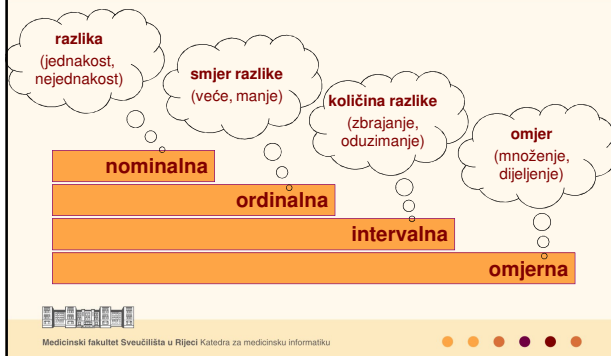 razlika
(jednakost,
nejednakost)
smjer razlike
(veće, manje)
količina razlike
(zbrajanje,
oduzimanje)
omjer
(množenje,
dijeljenje)
nominalna
ordinalna
intervalna
omjerna
Medicinski fakultet Sveučilišta u Rijeci Katedra za medicinsku informatiku